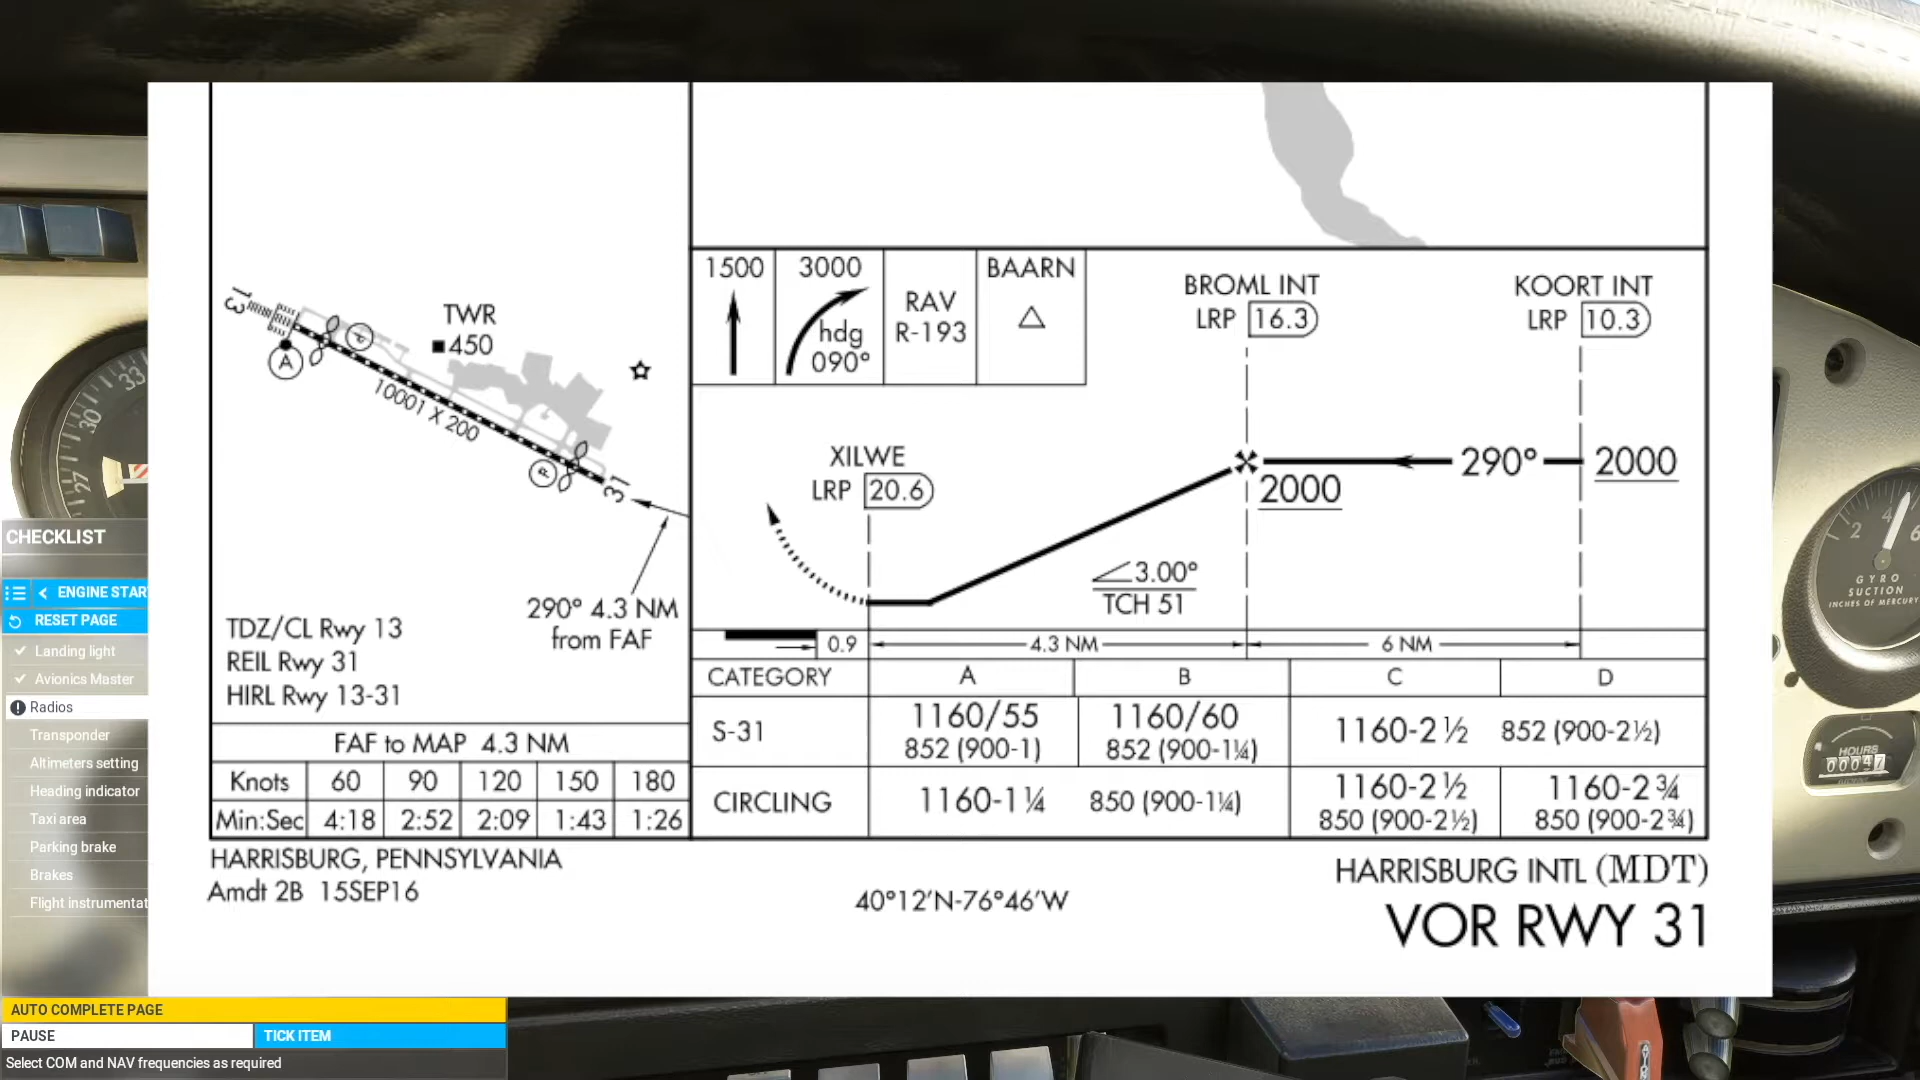 13
A
P
TWR
450
10001 X 200
P
31
290° 4.3 NM
from FAF
TDZ/CL Rwy 13
REIL Rwy 31
HIRL Rwy 13-31
FAF to MAP 4.3 NM
Knots 60 90 120 150 180
Min:Sec 4:18 2:52 2:09 1:43 1:26
1500
3000
hdg
090°
RAV
R-193
BAARN
BROML INT
LRP 16.3
KOORT INT
LRP 10.3
XILWE
LRP 20.6
290°
2000
2000
3.00°
TCH 51
0.9 4.3 NM 6 NM
CATEGORY A B C D
S-31
1160/55
852 (900-1)
1160/60
852 (900-1¼)
1160-2½ 852 (900-2½)
CIRCLING
1160-1¼ 850 (900-1¼)
1160-2½
850 (900-2½)
1160-2¾
850 (900-2¾)
HARRISBURG, PENNSYLVANIA
Amdt 2B 15SEP16
40°12'N-76°46'W
HARRISBURG INTL (MDT)
VOR RWY 31
33
30
27
CHECKLIST
ENGINE STAR
RESET PAGE
Landing light
Avionics Master
Radios
Transponder
Altimeters setting
Heading indicator
Taxi area
Parking brake
Brakes
Flight instrumentat
AUTO COMPLETE PAGE
PAUSE
TICK ITEM
Select COM and NAV frequencies as required
2
4
6
GYRO
SUCTION
INCHES OF MERCURY
HOURS